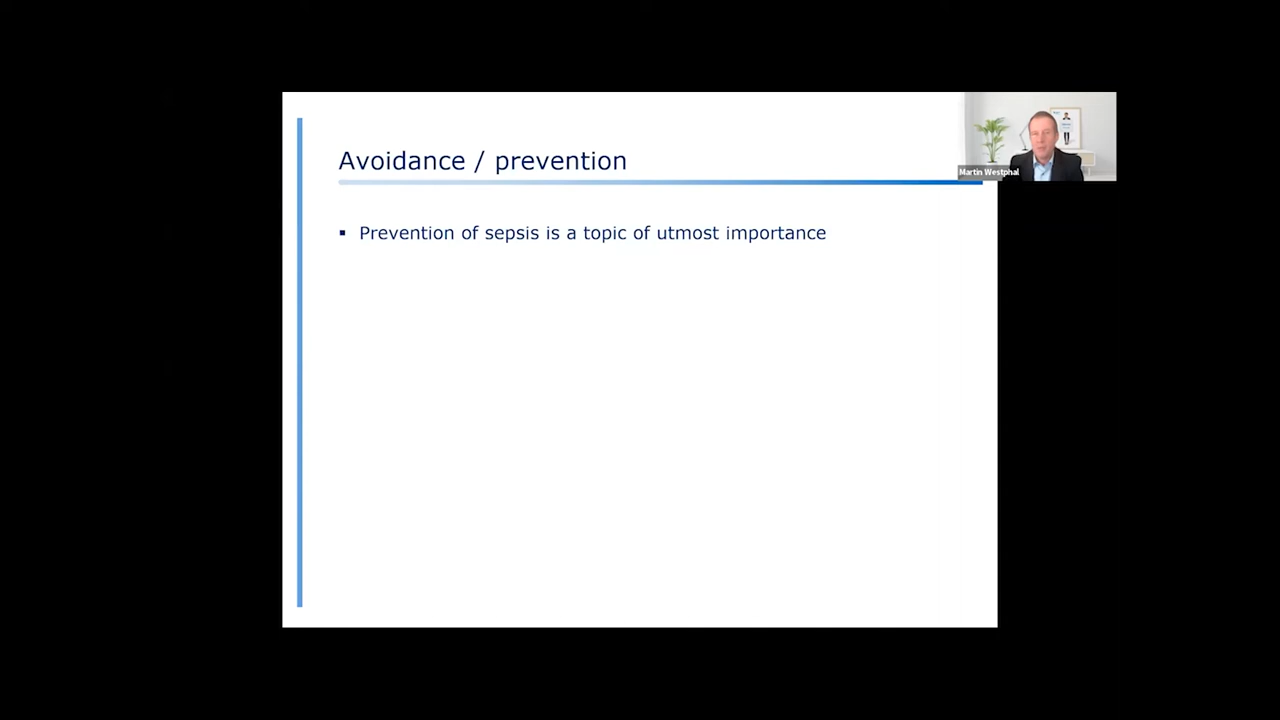 Avoidance / prevention
Martin Westphal
▪ Prevention of sepsis is a topic of utmost importance